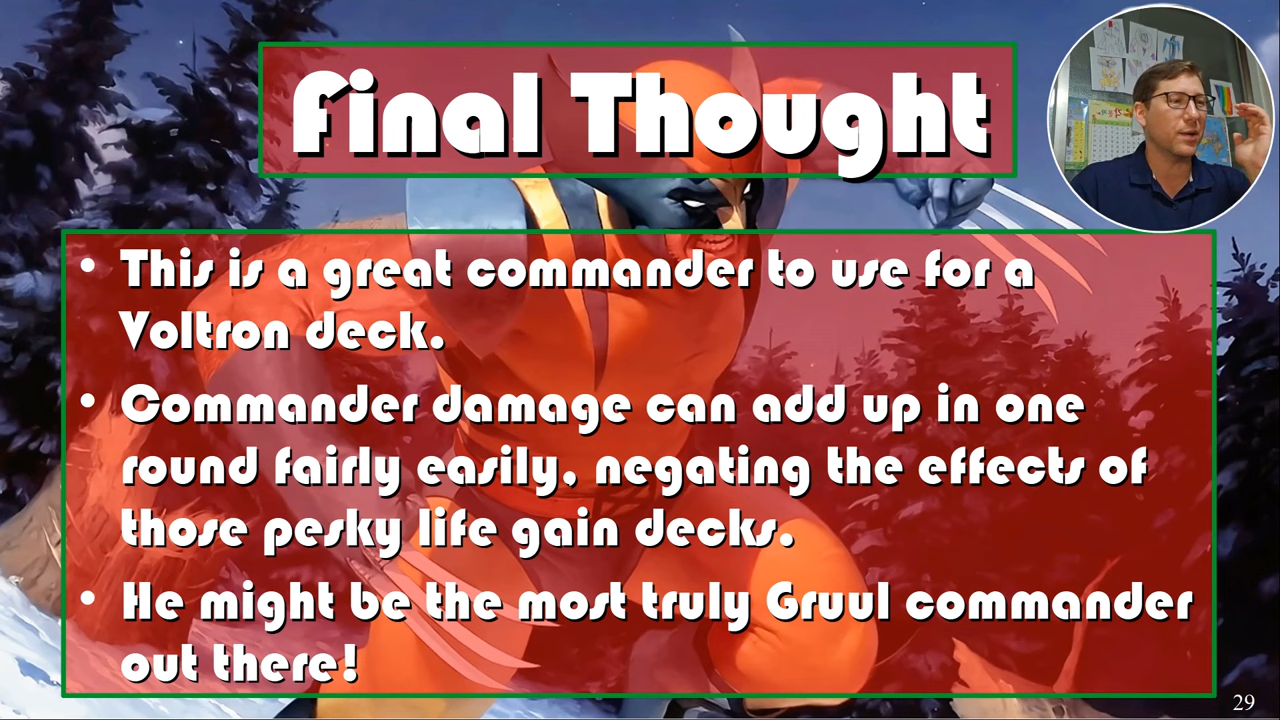 Final Thought
• This is a great commander to use for a
Voltron deck.
• Commander damage can add up in one
round fairly easily, negating the effects of
those pesky life gain decks.
• He might be the most truly Gruul commander
out there!
29